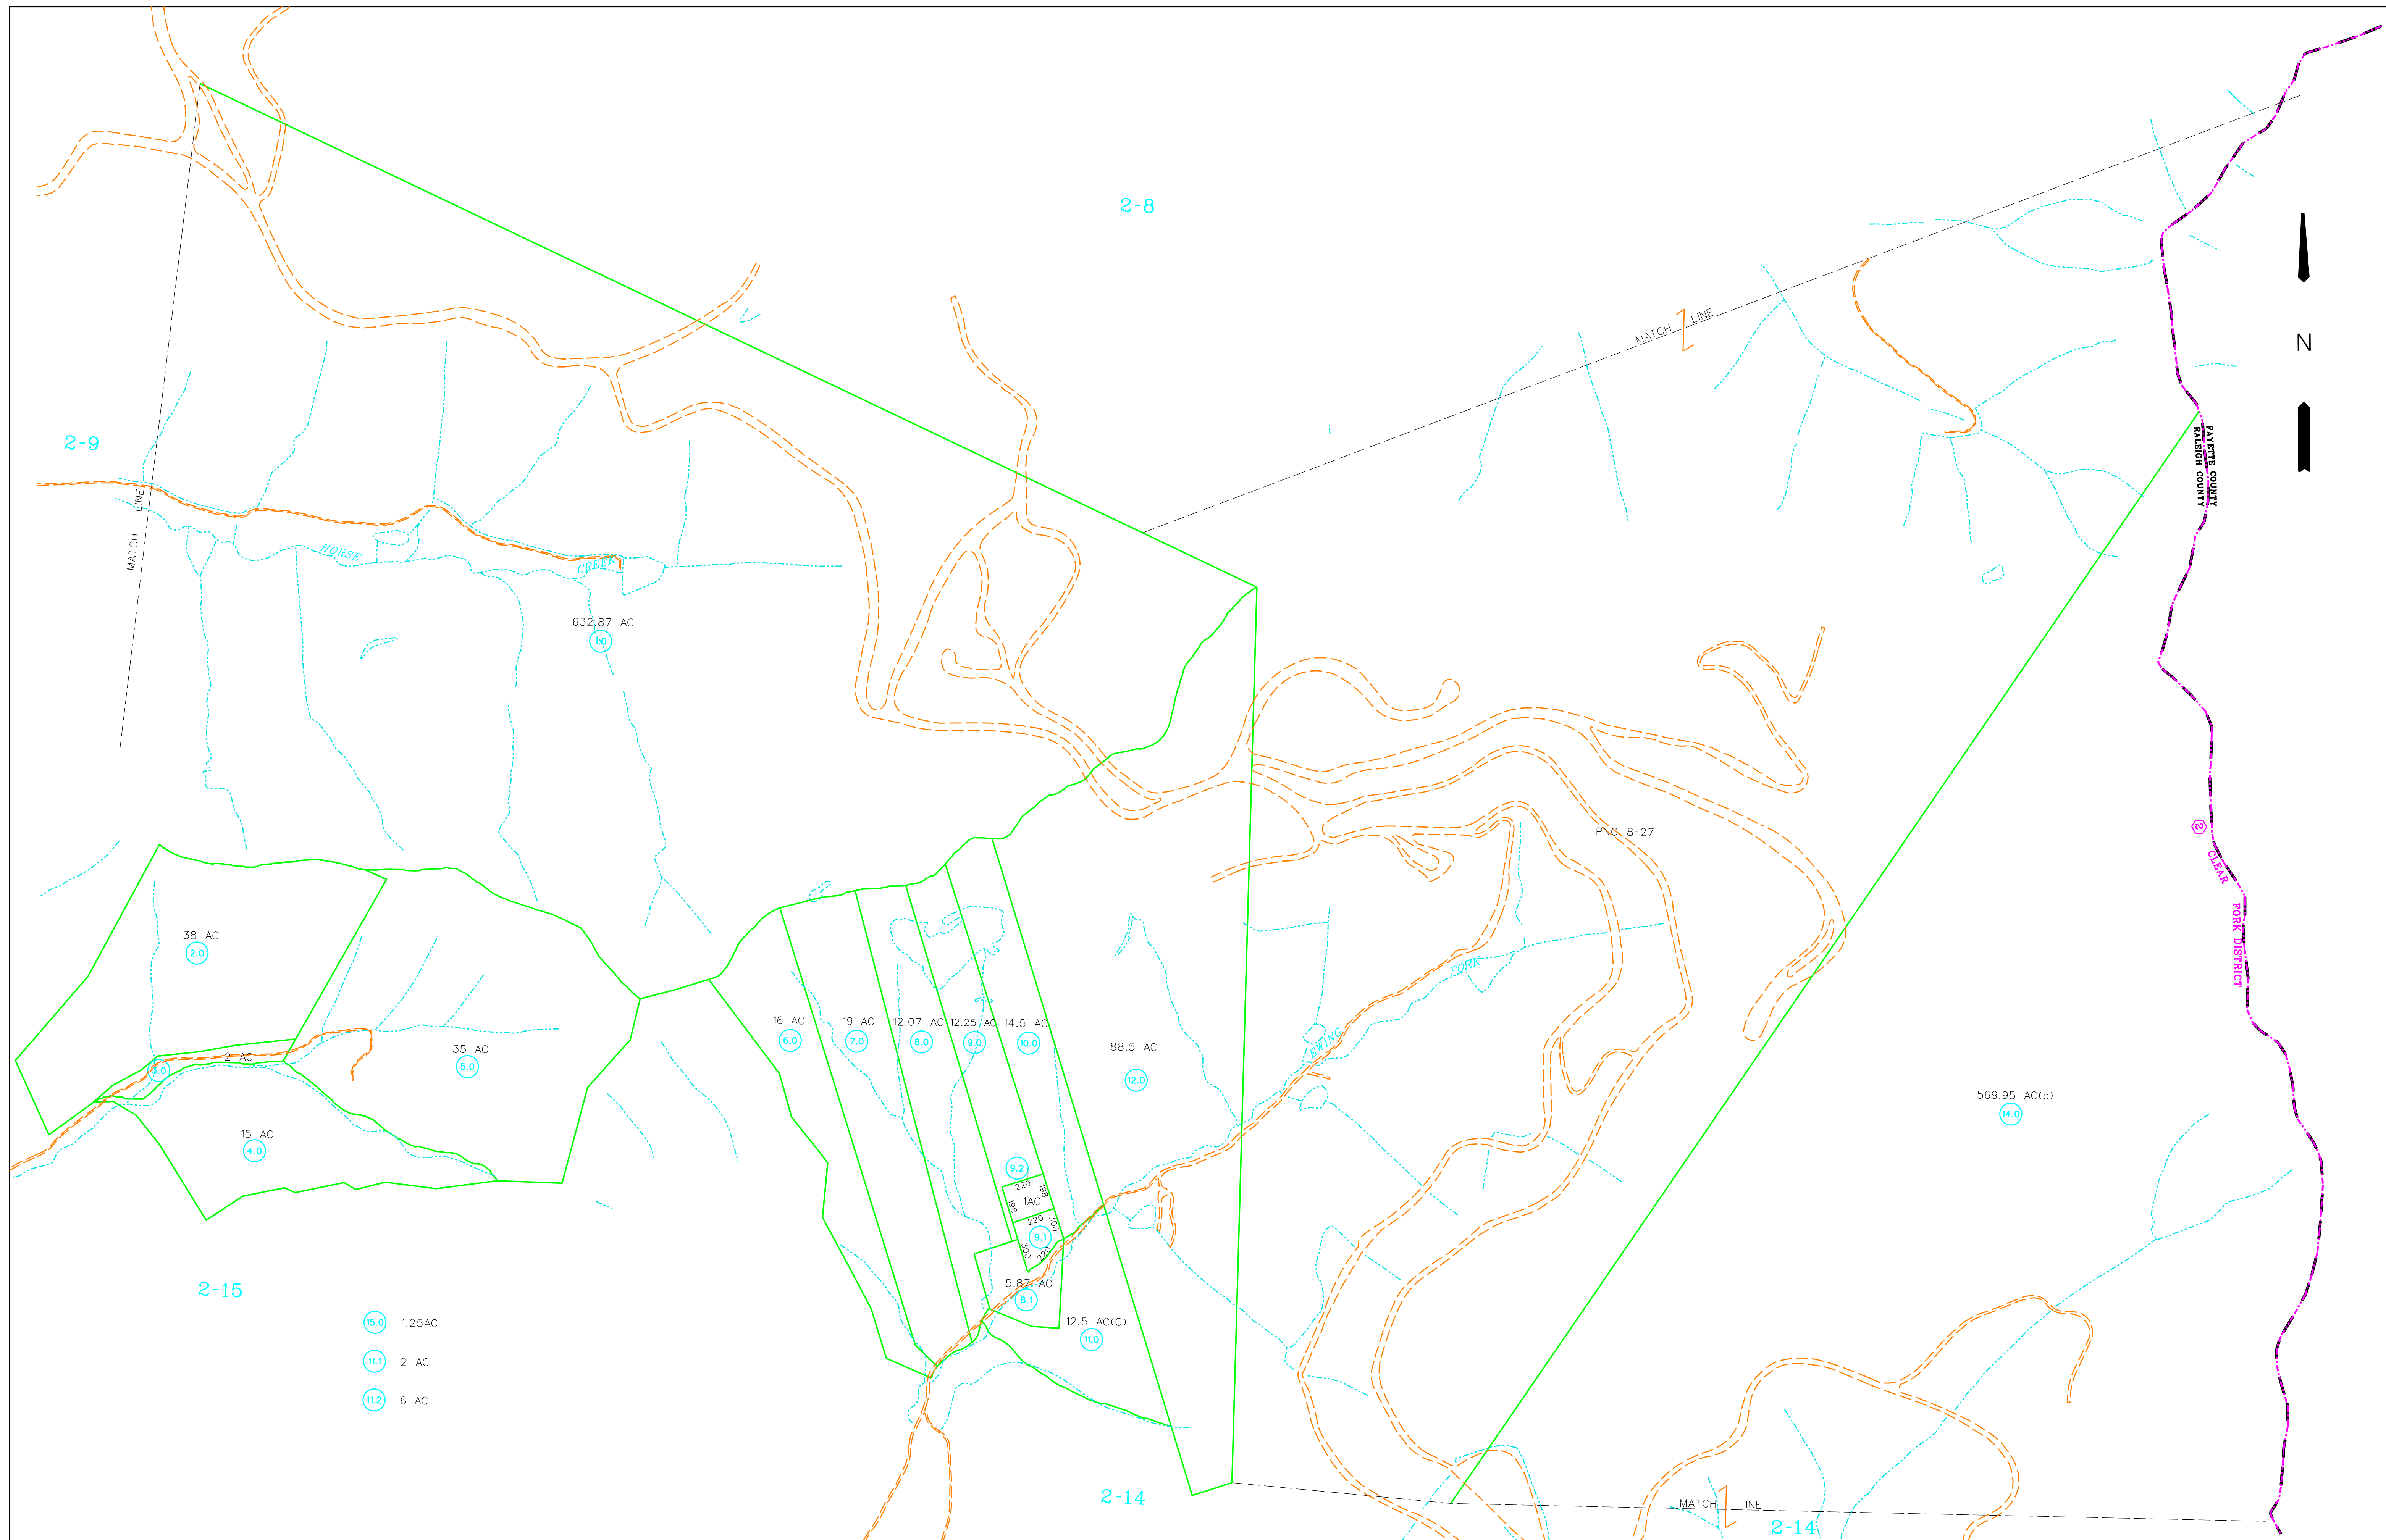 2-8
MATCH LINE
N
2-9
FAYETTE COUNTY
RALEIGH COUNTY
MATCH LINE
HORSE
CREEK
632.87 AC
1.0
P\O 8-27
2
CLEAR
FORK DISTRICT
38 AC
2.0
FORK
EWING
16 AC
6.0
19 AC
7.0
12.07 AC
8.0
12.25 AC
9.0
14.5 AC
10.0
88.5 AC
12.0
2 AC
3.0
35 AC
5.0
569.95 AC(c)
14.0
15 AC
4.0
9.2
220
198
1AC
198
220
300
9.1
300
220
5.87 AC
8.1
12.5 AC(C)
11.0
2-15
15.0 1.25AC
11.1 2 AC
11.2 6 AC
2-14
MATCH LINE
2-14